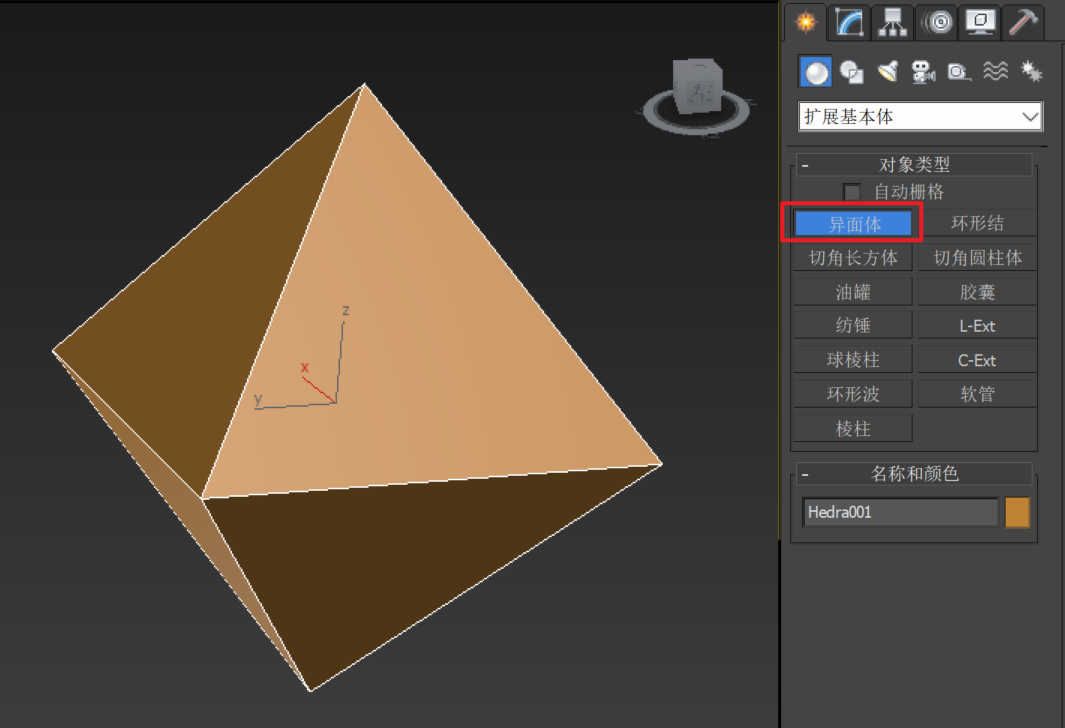 左
扩展基本体
- 对象类型
自动栅格
异面体 环形结
切角长方体 切角圆柱体
油罐 胶囊
纺锤 L-Ext
球棱柱 C-Ext
环形波 软管
棱柱
- 名称和颜色
Hedra001
z
x
y